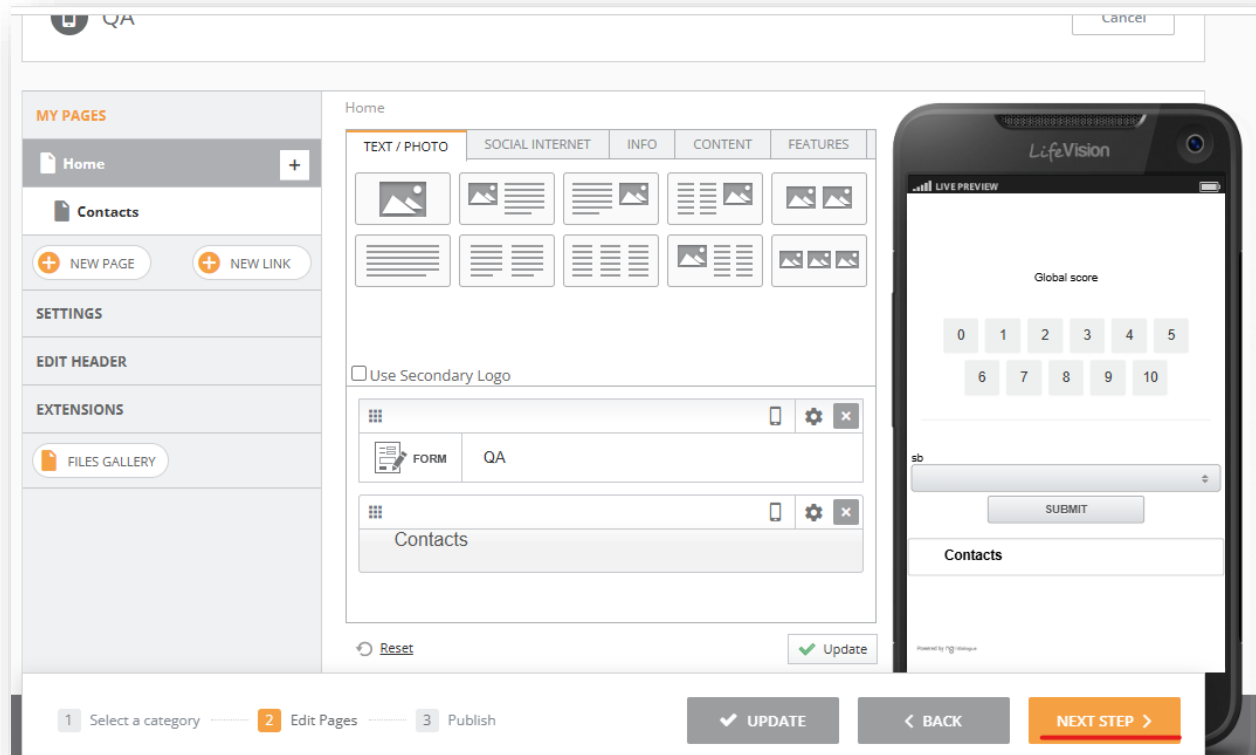 QA
Cancel
MY PAGES
Home
+
Contacts
NEW PAGE
NEW LINK
SETTINGS
EDIT HEADER
EXTENSIONS
FILES GALLERY
Home
TEXT / PHOTO SOCIAL INTERNET INFO CONTENT FEATURES
Use Secondary Logo
FORM QA
Contacts
Reset
Update
LifeVision
LIVE PREVIEW
Global score
0 1 2 3 4 5
6 7 8 9 10
sb
SUBMIT
Contacts
Powered by
1 Select a category 2 Edit Pages 3 Publish
UPDATE
BACK
NEXT STEP